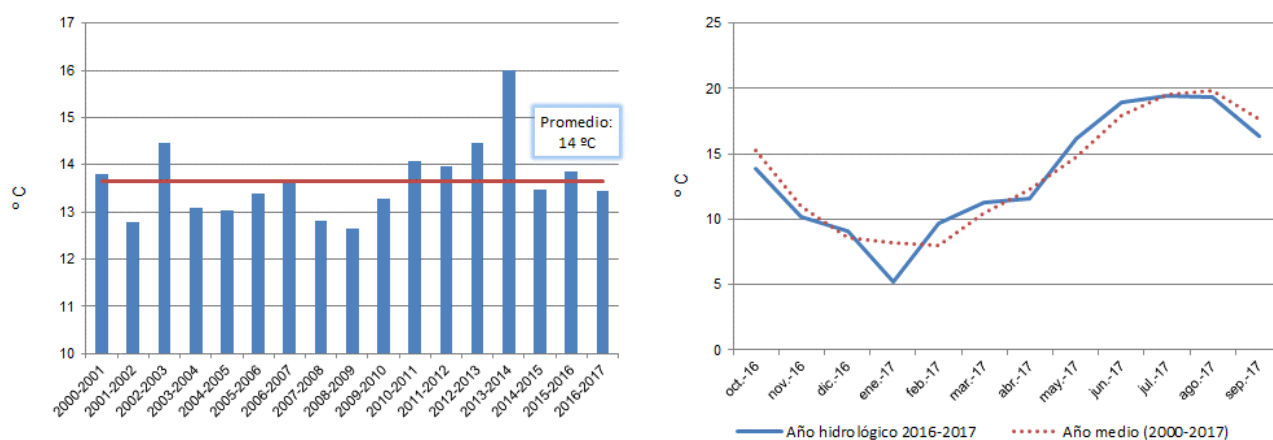 17
16
15
14
13
12
11
10
º C
Promedio:
14 ºC
2000-2001
2001-2002
2002-2003
2003-2004
2004-2005
2005-2006
2006-2007
2007-2008
2008-2009
2009-2010
2010-2011
2011-2012
2012-2013
2013-2014
2014-2015
2015-2016
2016-2017
25
20
15
10
5
0
º C
oct.-16
nov.-16
dic.-16
ene.-17
feb.-17
mar.-17
abr.-17
may.-17
jun.-17
jul.-17
ago.-17
sep.-17
Año hidrológico 2016-2017
Año medio (2000-2017)